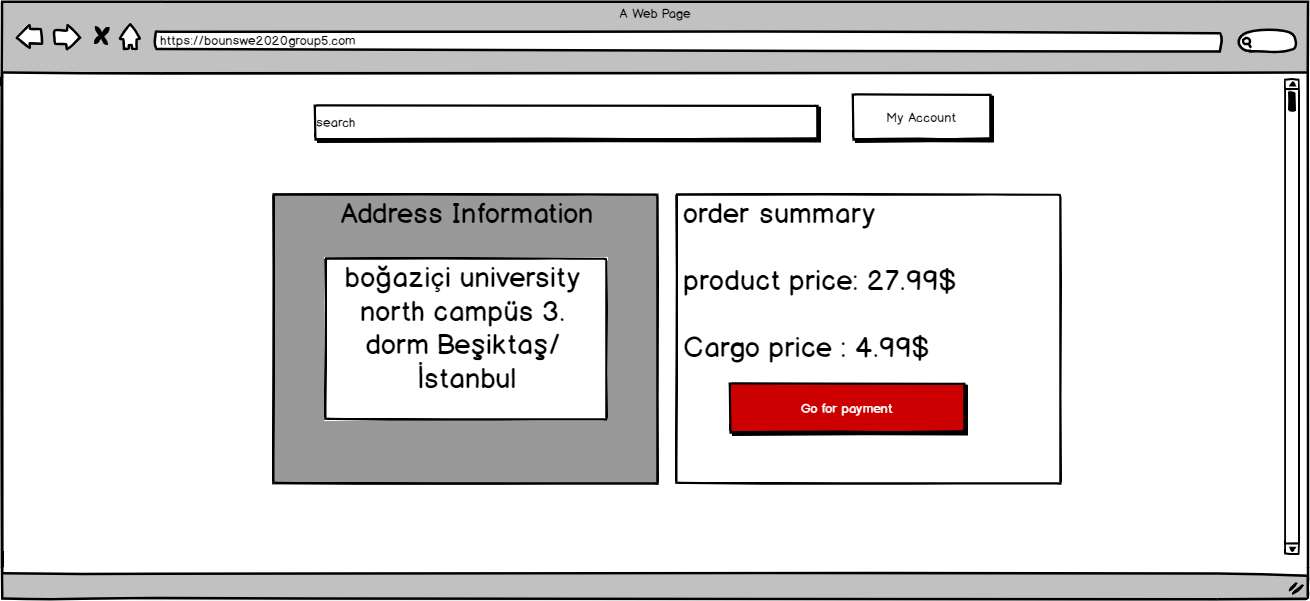 A Web Page
https://bounswe2020group5.com
search
My Account
Address Information
boğaziçi university
north campüs 3.
dorm Beşiktaş/
İstanbul
order summary
product price: 27.99$
Cargo price : 4.99$
Go for payment